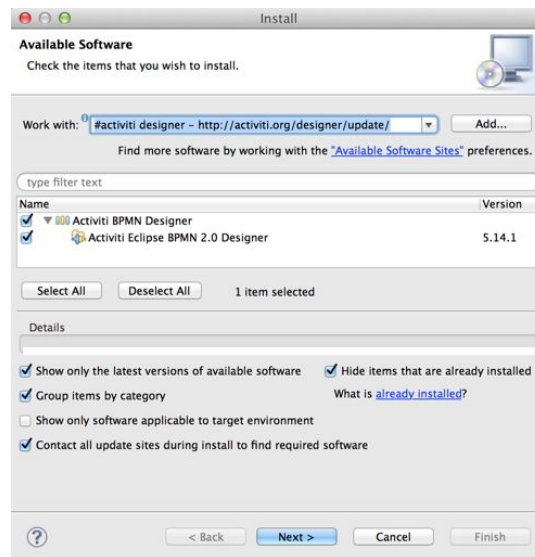 Install
Available Software
Check the items that you wish to install.
Work with: #activiti designer – http://activiti.org/designer/update/ Add...
Find more software by working with the "Available Software Sites" preferences.
type filter text
Name Version
Activiti BPMN Designer
Activiti Eclipse BPMN 2.0 Designer 5.14.1
Select All Deselect All 1 item selected
Details
Show only the latest versions of available software Hide items that are already installed
Group items by category What is already installed?
Show only software applicable to target environment
Contact all update sites during install to find required software
? < Back Next > Cancel Finish